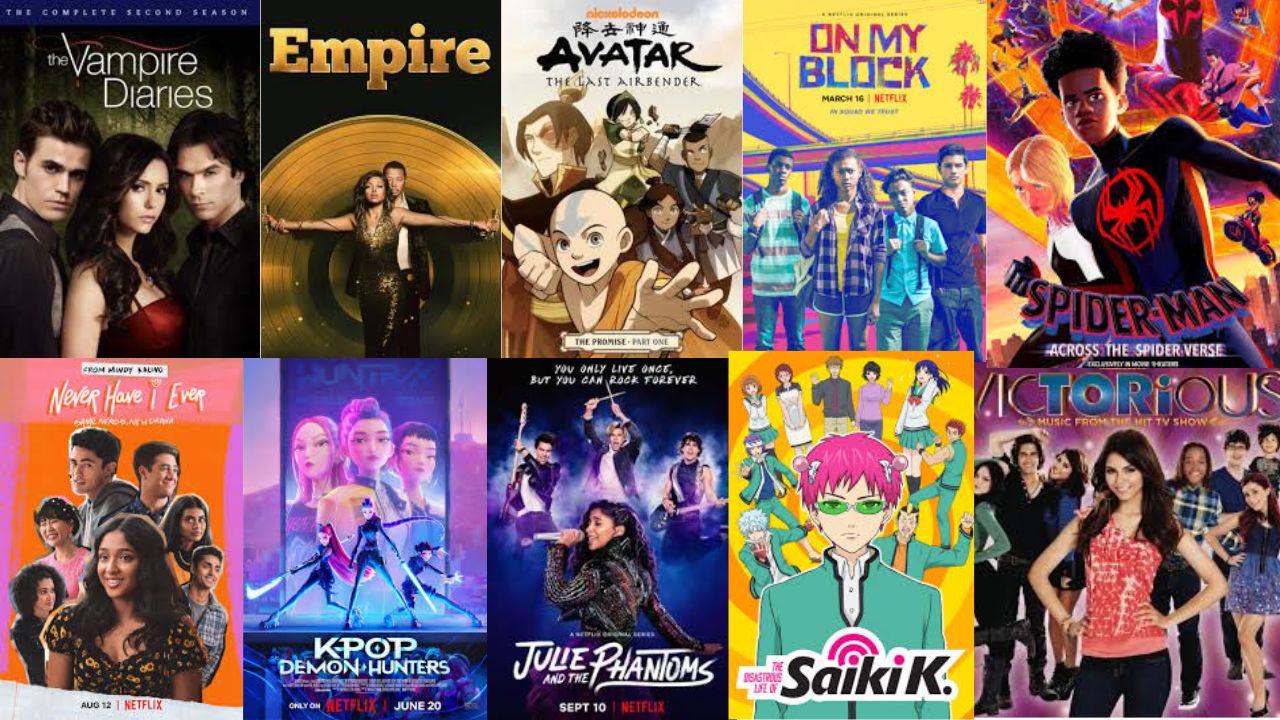 THE COMPLETE SECOND SEASON
the Vampire
Diaries
Empire
nickelodeon
降去神通
AVATAR
THE LAST AIRBENDER
THE PROMISE · PART ONE
A NETFLIX ORIGINAL SERIES
ON MY
BLOCK
MARCH 16 | NETFLIX
IN SQUAD WE TRUST
SPIDER-MAN
ACROSS THE SPIDER VERSE
EXCLUSIVELY IN MOVIE THEATERS
FROM MINDY KALING
Never Have i Ever
SAME NERDS. NEW DRAMA
AUG 12 | NETFLIX
HUNTR
KPOP
DEMON HUNTERS
ONLY ON NETFLIX | JUNE 20
YOU ONLY LIVE ONCE,
BUT YOU CAN ROCK FOREVER
A NETFLIX ORIGINAL SERIES
JULIE
AND THE PHANTOMS
SEPT 10 | NETFLIX
THE
DISASTROUS
LIFE OF
Saiki K.
VICTORiOUS
MUSIC FROM THE HIT TV SHOW